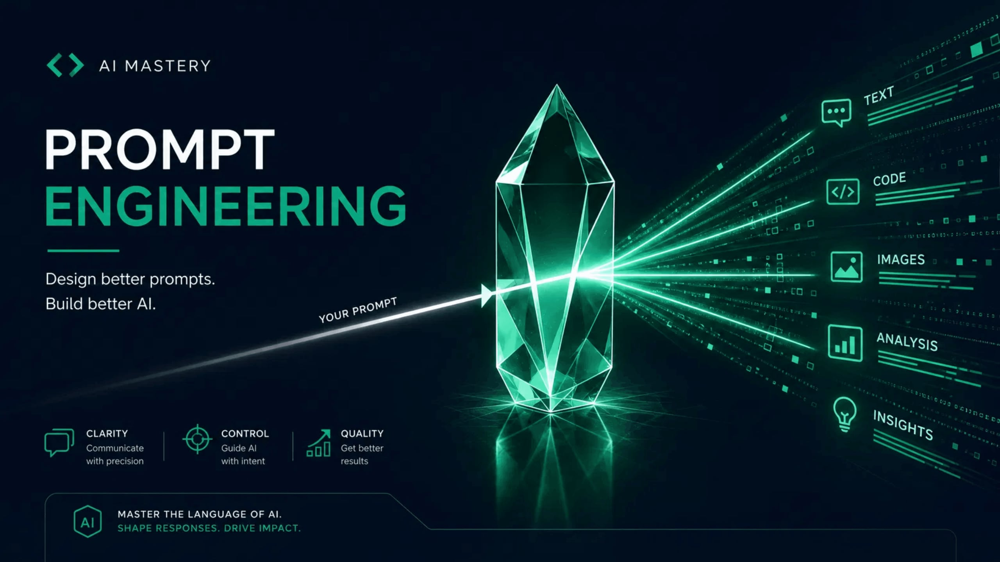 AI MASTERY
PROMPT
ENGINEERING
Design better prompts.
Build better AI.
YOUR PROMPT
TEXT
CODE
IMAGES
ANALYSIS
INSIGHTS
CLARITY
Communicate
with precision
CONTROL
Guide AI
with intent
QUALITY
Get better
results
AI
MASTER THE LANGUAGE OF AI.
SHAPE RESPONSES. DRIVE IMPACT.